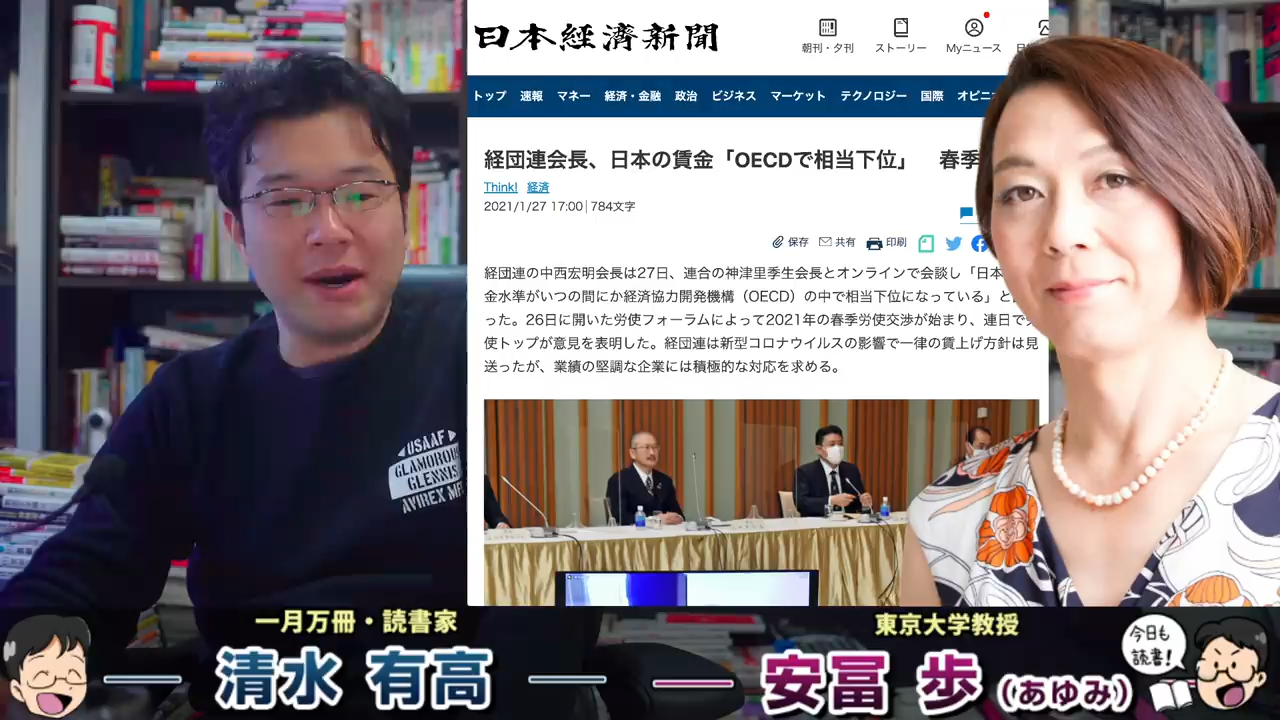 日本経済新聞
朝刊・夕刊
ストーリー
Myニュース
トップ 速報 マネー 経済・金融 政治 ビジネス マーケット テクノロジー 国際 オピニ
経団連会長、日本の賃金「OECDで相当下位」 春季
Think! 経済
2021/1/27 17:00 | 784文字
保存 共有 印刷
経団連の中西宏明会長は27日、連合の神津里季生会長とオンラインで会談し「日本
金水準がいつの間にか経済協力開発機構（OECD）の中で相当下位になっている」と
った。26日に開いた労使フォーラムによって2021年の春季労使交渉が始まり、連日で
使トップが意見を表明した。経団連は新型コロナウイルスの影響で一律の賃上げ方針は見
送ったが、業績の堅調な企業には積極的な対応を求める。
USAAF
GLAMOROUS
GLENNIS
AVIREX MF
一月万冊・読書家
清水 有高
東京大学教授
安冨 歩（あゆみ）
今日も
読書！